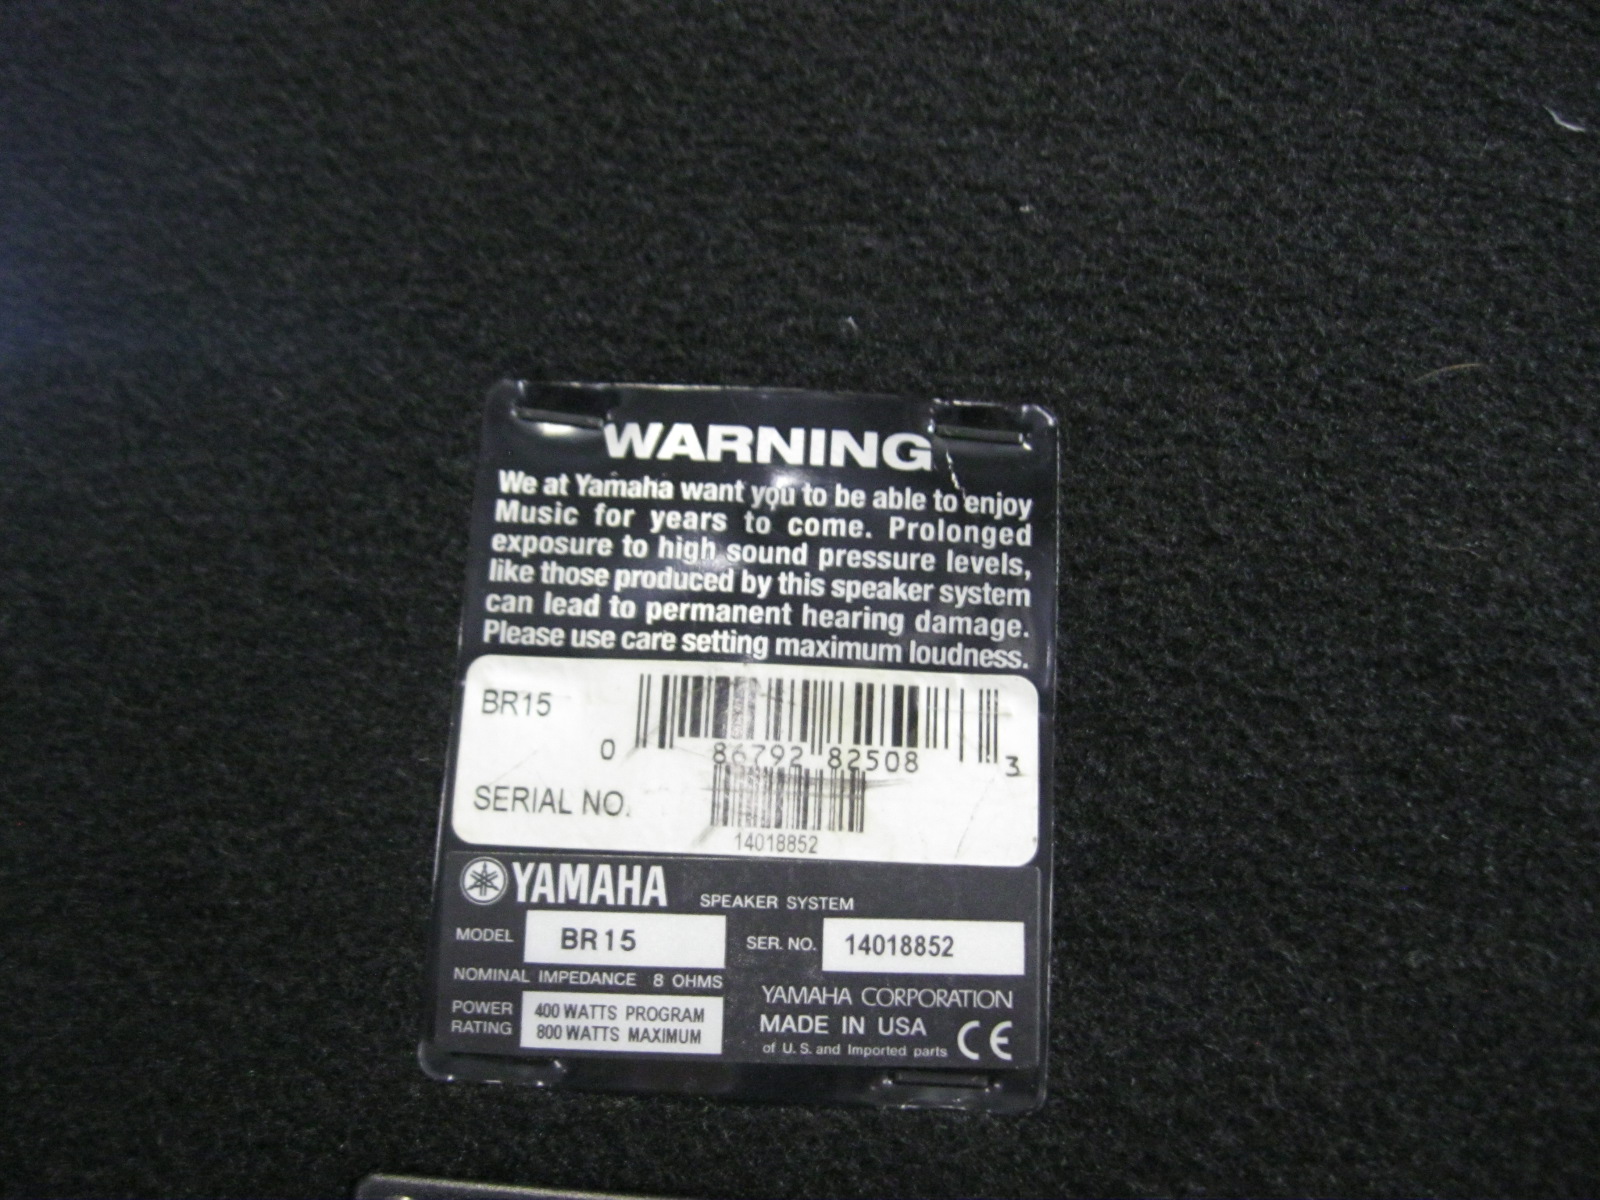 WARNING
We at Yamaha want you to be able to enjoy
Music for years to come. Prolonged
exposure to high sound pressure levels,
like those produced by this speaker system
can lead to permanent hearing damage.
Please use care setting maximum loudness.
BR15
0 86792 82508 3
SERIAL NO.
14018852
YAMAHA SPEAKER SYSTEM
MODEL BR15 SER. NO. 14018852
NOMINAL IMPEDANCE 8 OHMS
POWER RATING 400 WATTS PROGRAM
800 WATTS MAXIMUM
YAMAHA CORPORATION
MADE IN USA
of U.S. and Imported parts CE